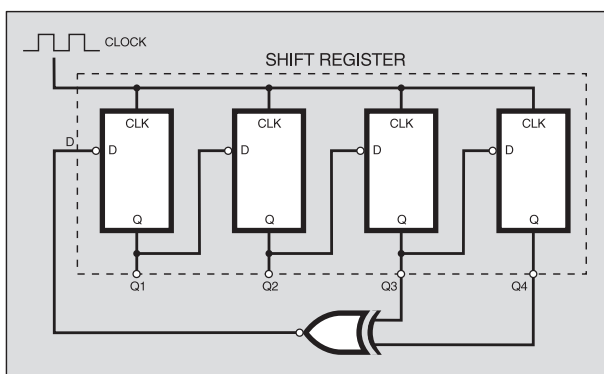 CLOCK
SHIFT REGISTER
CLK CLK CLK CLK
D D D D D
Q Q Q Q
Q1 Q2 Q3 Q4